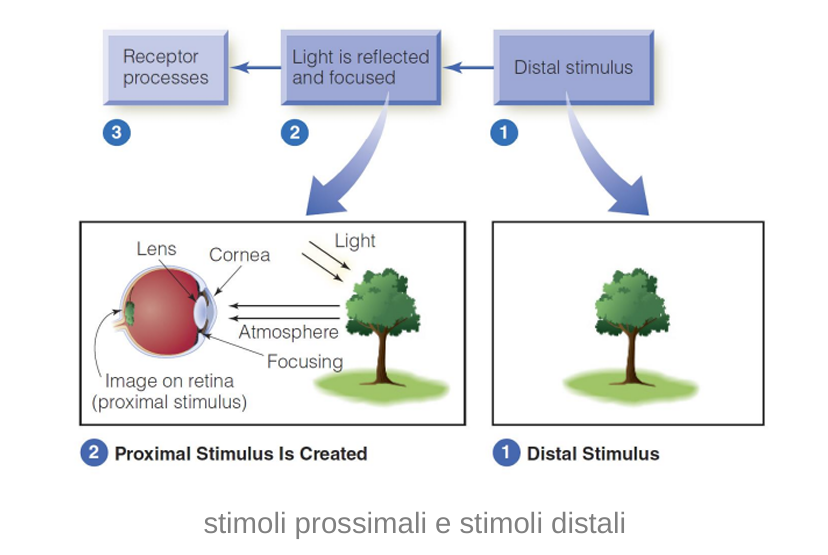 Receptor
processes
Light is reflected
and focused
Distal stimulus
3
2
1
Lens
Cornea
Light
Atmosphere
Focusing
Image on retina
(proximal stimulus)
2 Proximal Stimulus Is Created
1 Distal Stimulus
stimoli prossimali e stimoli distali